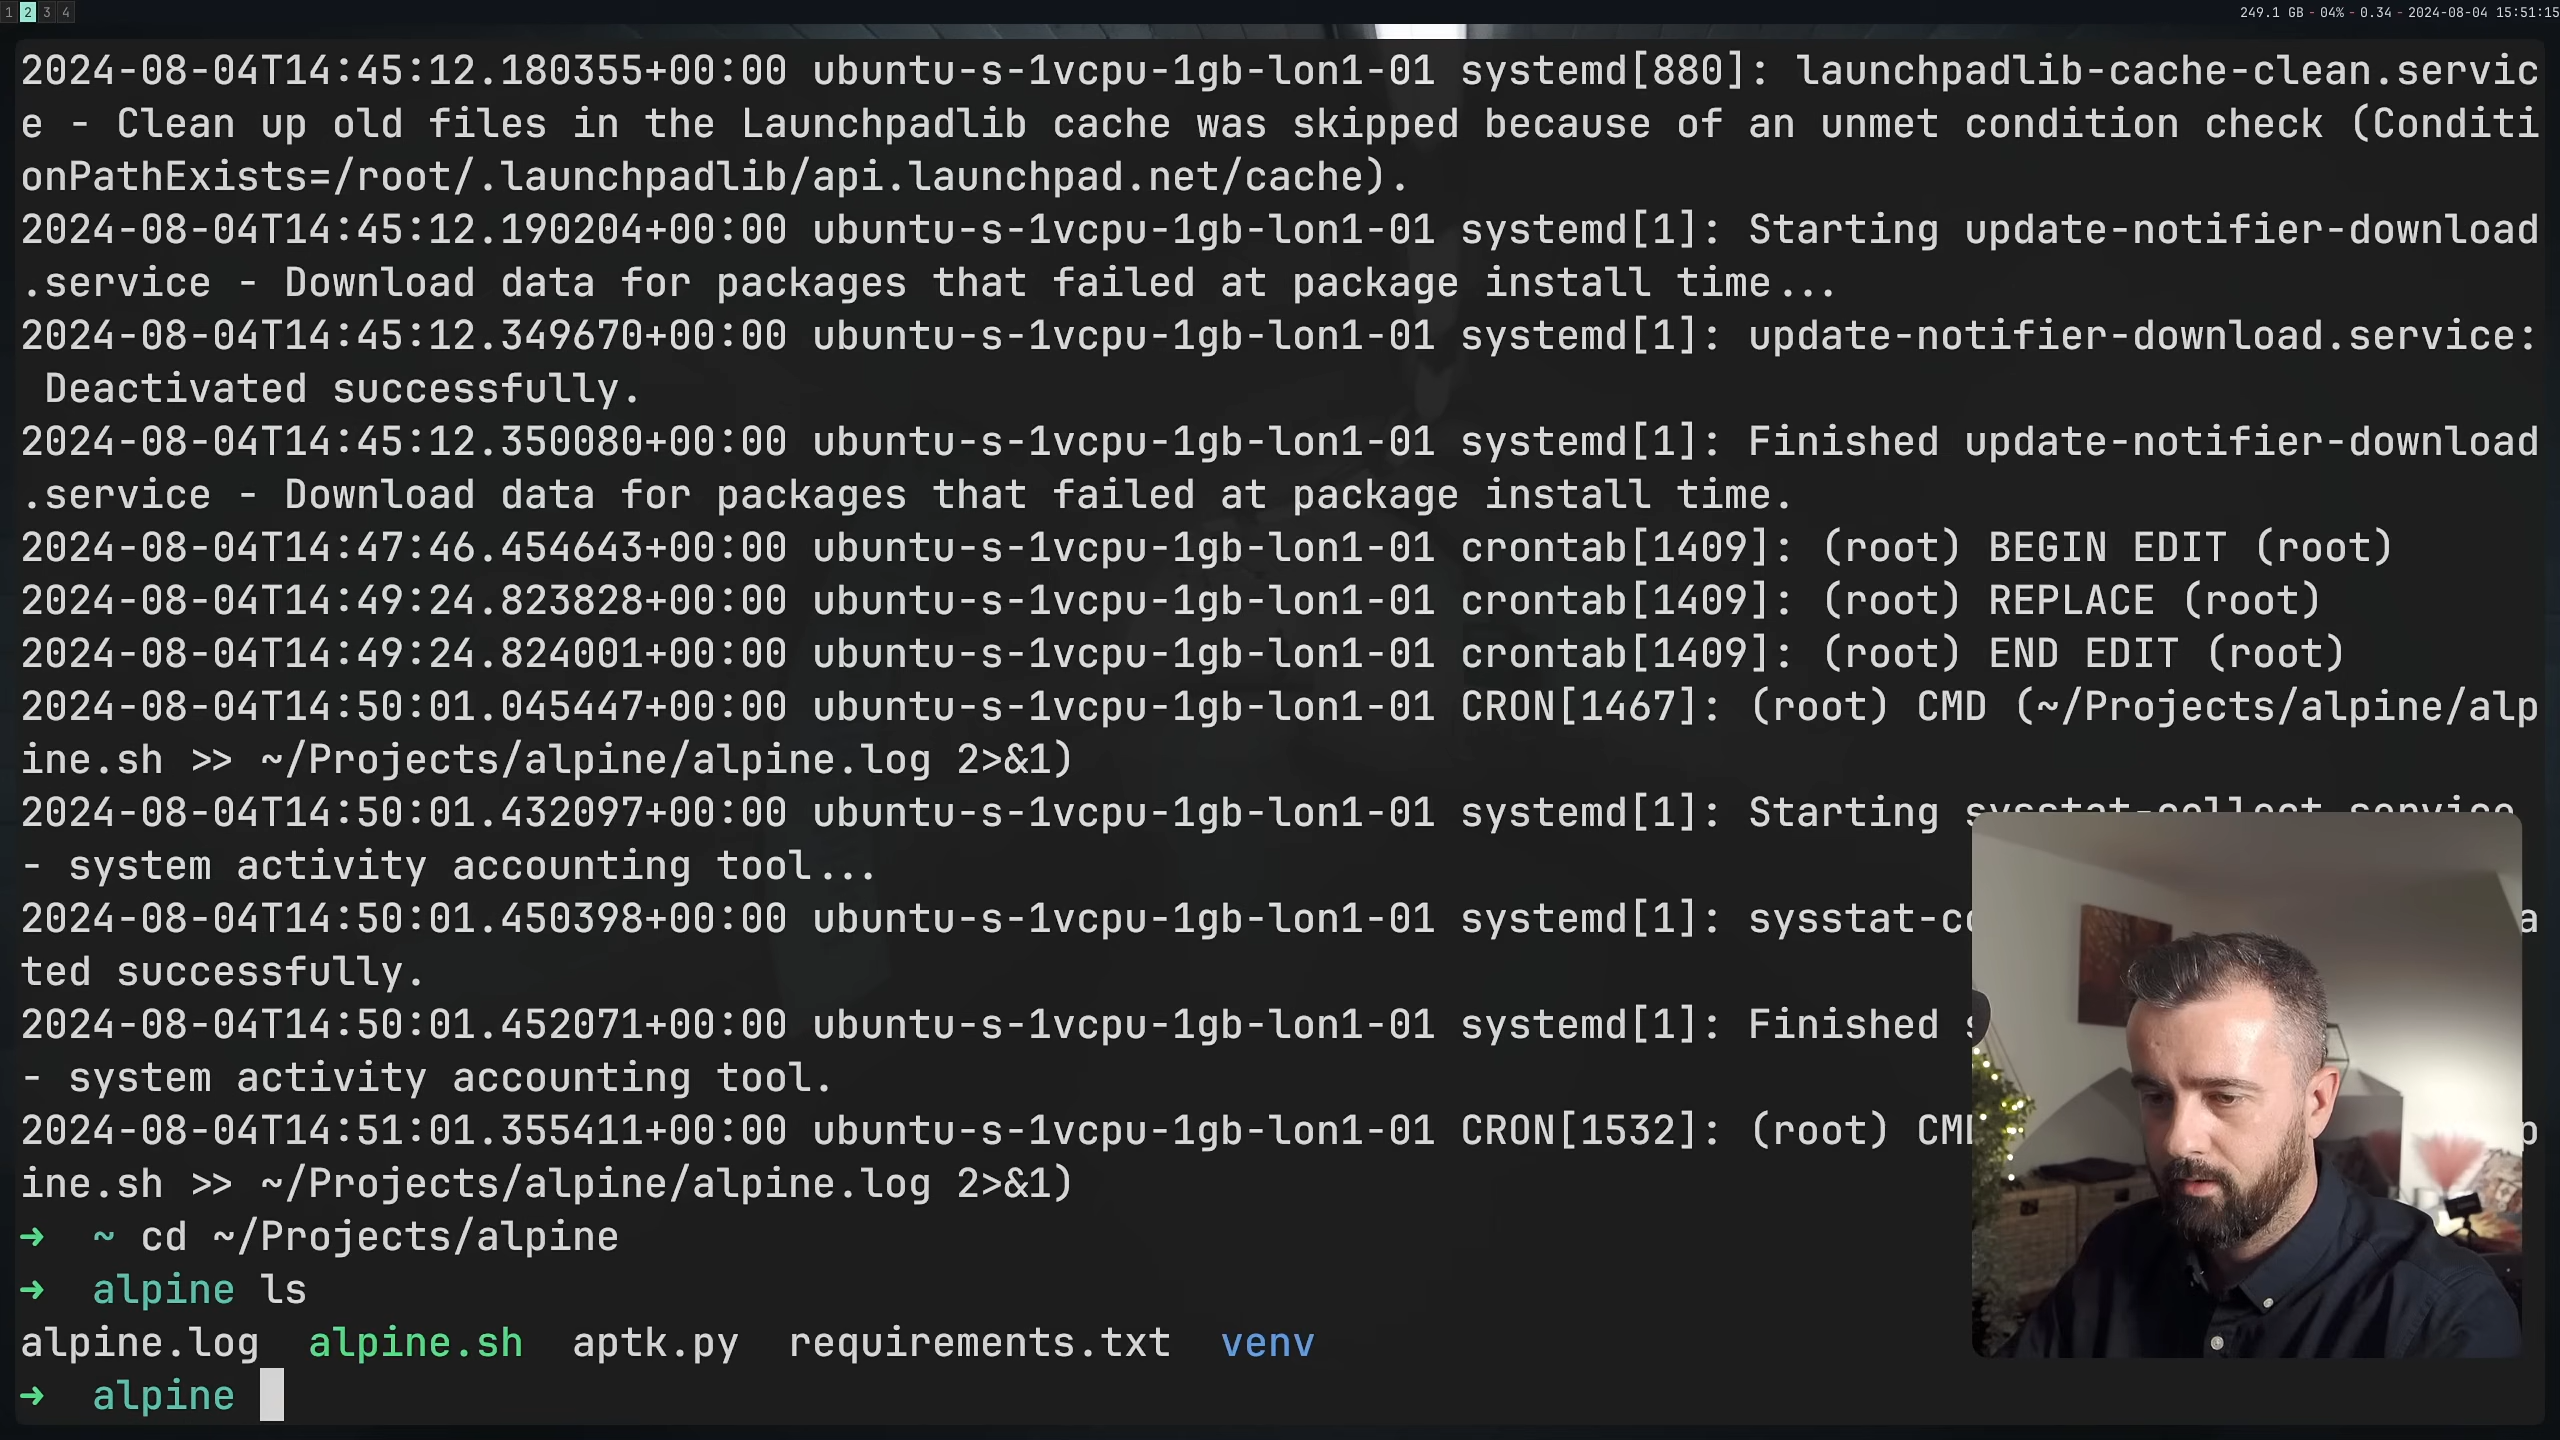 1 2 3 4
249.1 GB - 04% - 0.34 - 2024-08-04 15:51:15
2024-08-04T14:45:12.180355+00:00 ubuntu-s-1vcpu-1gb-lon1-01 systemd[880]: launchpadlib-cache-clean.servic
e - Clean up old files in the Launchpadlib cache was skipped because of an unmet condition check (Conditi
onPathExists=/root/.launchpadlib/api.launchpad.net/cache).
2024-08-04T14:45:12.190204+00:00 ubuntu-s-1vcpu-1gb-lon1-01 systemd[1]: Starting update-notifier-download
.service - Download data for packages that failed at package install time...
2024-08-04T14:45:12.349670+00:00 ubuntu-s-1vcpu-1gb-lon1-01 systemd[1]: update-notifier-download.service:
Deactivated successfully.
2024-08-04T14:45:12.350080+00:00 ubuntu-s-1vcpu-1gb-lon1-01 systemd[1]: Finished update-notifier-download
.service - Download data for packages that failed at package install time.
2024-08-04T14:47:46.454643+00:00 ubuntu-s-1vcpu-1gb-lon1-01 crontab[1409]: (root) BEGIN EDIT (root)
2024-08-04T14:49:24.823828+00:00 ubuntu-s-1vcpu-1gb-lon1-01 crontab[1409]: (root) REPLACE (root)
2024-08-04T14:49:24.824001+00:00 ubuntu-s-1vcpu-1gb-lon1-01 crontab[1409]: (root) END EDIT (root)
2024-08-04T14:50:01.045447+00:00 ubuntu-s-1vcpu-1gb-lon1-01 CRON[1467]: (root) CMD (~/Projects/alpine/alp
ine.sh >> ~/Projects/alpine/alpine.log 2>&1)
2024-08-04T14:50:01.432097+00:00 ubuntu-s-1vcpu-1gb-lon1-01 systemd[1]: Starting sysstat-collect.service
- system activity accounting tool...
2024-08-04T14:50:01.450398+00:00 ubuntu-s-1vcpu-1gb-lon1-01 systemd[1]: sysstat-co a
ted successfully.
2024-08-04T14:50:01.452071+00:00 ubuntu-s-1vcpu-1gb-lon1-01 systemd[1]: Finished
- system activity accounting tool.
2024-08-04T14:51:01.355411+00:00 ubuntu-s-1vcpu-1gb-lon1-01 CRON[1532]: (root) CM p
ine.sh >> ~/Projects/alpine/alpine.log 2>&1)
➜ ~ cd ~/Projects/alpine
➜ alpine ls
alpine.log alpine.sh aptk.py requirements.txt venv
➜ alpine